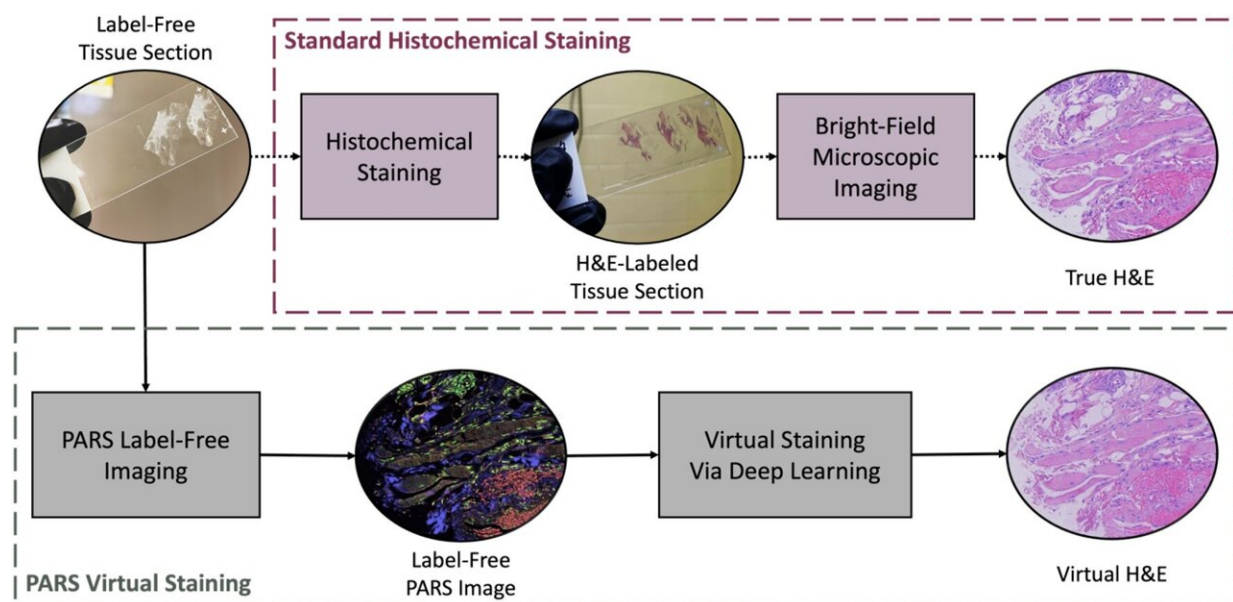 Label-Free
Tissue Section
Standard Histochemical Staining
Histochemical
Staining
H&E-Labeled
Tissue Section
Bright-Field
Microscopic
Imaging
True H&E
PARS Label-Free
Imaging
Label-Free
PARS Image
Virtual Staining
Via Deep Learning
Virtual H&E
PARS Virtual Staining